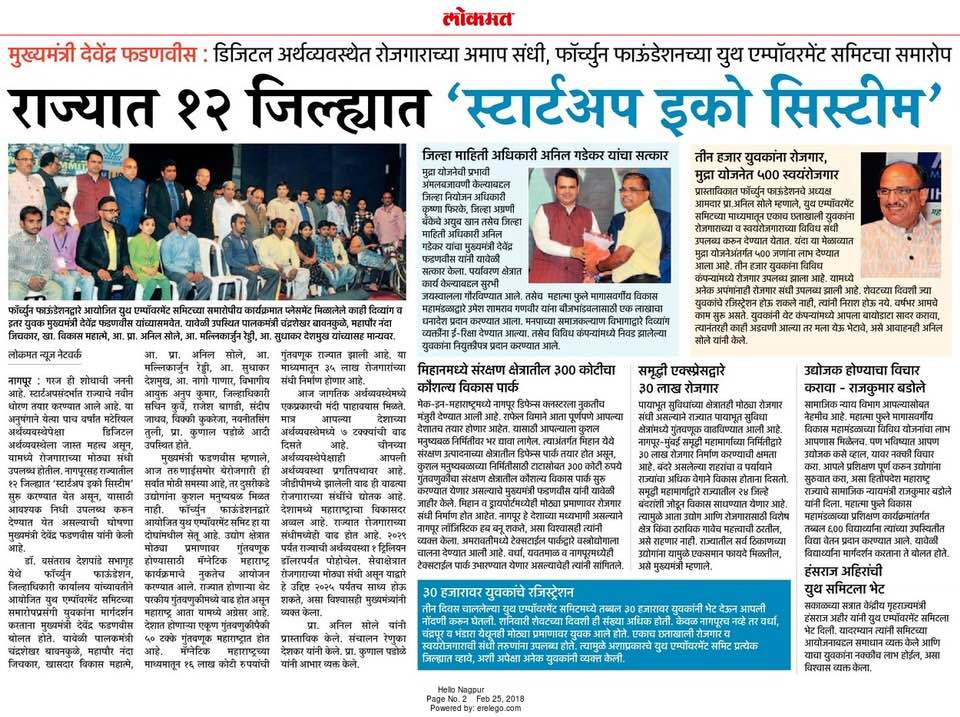 लोकमत
मुख्यमंत्री देवेंद्र फडणवीस : डिजिटल अर्थव्यवस्थेत रोजगाराच्या अमाप संधी, फॉर्च्युन फाऊंडेशनच्या युथ एम्पॉवरमेंट समिटचा समारोप
राज्यात १२ जिल्ह्यात ‘स्टार्टअप इको सिस्टीम’
फॉर्च्युन फाऊंडेशनद्वारे आयोजित युथ एम्पॉवरमेंट समिटच्या समारोपीय कार्यक्रमात प्लेसमेंट मिळालेले काही दिव्यांग व
इतर युवक मुख्यमंत्री देवेंद्र फडणवीस यांच्यासमवेत. यावेळी उपस्थित पालकमंत्री चंद्रशेखर बावनकुळे, महापौर नंदा
जिचकार, खा. विकास महात्मे, आ. प्रा. अनिल सोले, आ. मल्लिकार्जुन रेड्डी, आ. सुधाकर देशमुख यांच्यासह मान्यवर.
लोकमत न्यूज नेटवर्क
नागपूर : गरज ही शोधाची जननी
आहे. स्टार्टअपसंदर्भात राज्याचे नवीन
धोरण तयार करण्यात आले आहे. या
अनुषंगाने येत्या पाच वर्षात मटेरियल
अर्थव्यवस्थेपेक्षा डिजिटल
अर्थव्यवस्थेला जास्त महत्त्व असून,
यामध्ये रोजगाराच्या मोठ्या संधी
उपलब्ध होतील. नागपूरसह राज्यातील
१२ जिल्ह्यात ‘स्टार्टअप इको सिस्टिम’
सुरू करण्यात येत असून, यासाठी
आवश्यक निधी उपलब्ध करून
देण्यात येत असल्याची घोषणा
मुख्यमंत्री देवेंद्र फडणवीस यांनी केली
आहे.
डॉ. वसंतराव देशपांडे सभागृह
येथे फॉर्च्युन फाऊंडेशन,
जिल्हाधिकारी कार्यालय यांच्यावतीने
आयोजित युथ एम्पॉवरमेंट समिटच्या
समारोपप्रसंगी युवकांना मार्गदर्शन
करताना मुख्यमंत्री देवेंद्र फडणवीस
बोलत होते. यावेळी पालकमंत्री
चंद्रशेखर बावनकुळे, महापौर नंदा
जिचकार, खासदार विकास महात्मे,
आ. प्रा. अनिल सोले, आ.
मल्लिकार्जुन रेड्डी, आ. सुधाकर
देशमुख, आ. नागो गाणार, विभागीय
आयुक्त अनुप कुमार, जिल्हाधिकारी
सचिन कुर्वे, राजेश बागडी, संदीप
जाधव, विक्की कुकरेजा, नवनीतसिंग
तुली, प्रा. कुणाल पडोळे आदी
उपस्थित होते.
मुख्यमंत्री फडणवीस म्हणाले,
आज तरुणाईसमोर बेरोजगारी ही
सर्वात मोठी समस्या आहे, तर दुसरीकडे
उद्योगांना कुशल मनुष्यबळ मिळत
नाही. फॉर्च्युन फाऊंडेशनद्वारे
आयोजित युथ एम्पॉवरमेंट समिट हा या
दोघांमधील सेतू आहे. उद्योग क्षेत्रात
मोठ्या प्रमाणावर गुंतवणूक
होण्यासाठी मॅग्नेटिक महाराष्ट्र
कार्यक्रमाचे नुकतेच आयोजन
करण्यात आले. राज्यात होणाऱ्या थेट
परकीय गुंतवणुकीमध्ये वाढ होत असून
महाराष्ट्र आता यामध्ये अग्रेसर आहे.
देशात होणाऱ्या एकूण गुंतवणुकीपैकी
५० टक्के गुंतवणूक महाराष्ट्रात होत
आहे. मॅग्नेटिक महाराष्ट्रच्या
माध्यमातून १६ लाख कोटी रुपयांची
गुंतवणूक राज्यात झाली आहे. या
माध्यमातून ३५ लाख रोजगारांच्या
संधी निर्माण होणार आहे.
आज जागतिक अर्थव्यवस्थेमध्ये
एकप्रकारची मंदी पाहावयास मिळते.
मात्र आपल्या देशाच्या
अर्थव्यवस्थेमध्ये ७ टक्क्यांची वाढ
दिसते आहे. चीनच्या
अर्थव्यवस्थेपेक्षाही आपली
अर्थव्यवस्था प्रगतिपथावर आहे.
जीडीपीमध्ये झालेली वाढ ही वाढत्या
रोजगाराच्या संधींचे द्योतक आहे.
देशामध्ये महाराष्ट्राचा विकासदर
अव्वल आहे. राज्यात रोजगाराच्या
संधीमध्येही वाढ होत आहे. २०२९
पर्यंत राज्याची अर्थव्यवस्था १ ट्रिलियन
डॉलरपर्यंत पोहोचेल. सेवाक्षेत्रात
रोजगाराच्या मोठी संधी असून याद्वारे
हे उद्दिष्ट २०२५ पर्यंतच साध्य होऊ
शकते, असा विश्वासही मुख्यमंत्र्यांनी
व्यक्त केला.
प्रा. अनिल सोले यांनी
प्रास्ताविक केले. संचालन रेणुका
देशकर यांनी केले. प्रा. कुणाल पडोळे
यांनी आभार व्यक्त केले.
जिल्हा माहिती अधिकारी अनिल गडेकर यांचा सत्कार
मुद्रा योजनेची प्रभावी
अंमलबजावणी केल्याबद्दल
जिल्हा नियोजन अधिकारी
कृष्णा फिरके, जिल्हा अग्रणी
बँकेचे अयुब खान तसेच जिल्हा
माहिती अधिकारी अनिल
गडेकर यांचा मुख्यमंत्री देवेंद्र
फडणवीस यांनी यावेळी
सत्कार केला. पर्यावरण क्षेत्रात
कार्य केल्याबद्दल सुरभी
जयस्वालला गौरविण्यात आले. तसेच महात्मा फुले मागासवर्गीय विकास
महामंडळाद्वारे उमेश शामराव गणवीर यांना बीजभांडवलासाठी एक लाखाचा
धनादेश प्रदान करण्यात आला. मनपाच्या समाजकल्याण विभागाद्वारे दिव्यांग
व्यक्तींना ई-रिक्षा देण्यात आल्या. तसेच विविध कंपन्यांमध्ये निवड झालेल्या
युवकांना नियुक्तीपत्र प्रदान करण्यात आले.
तीन हजार युवकांना रोजगार,
मुद्रा योजनेत ५०० स्वयंरोजगार
प्रास्ताविकात फॉर्च्युन फाऊंडेशनचे अध्यक्ष
आमदार प्रा.अनिल सोले म्हणाले, युथ एम्पॉवरमेंट
समिटच्या माध्यमातून एकाच छताखाली युवकांना
रोजगाराच्या व स्वयंरोजगाराच्या विविध संधी
उपलब्ध करून देण्यात येतात. यंदा या मेळाव्यात
मुद्रा योजनेअंतर्गत ५०० जणांना लाभ देण्यात
आला आहे. तीन हजार युवकांना विविध
कंपन्यांमध्ये रोजगार उपलब्ध झाला आहे. यामध्ये
अनेक अपंगांनाही रोजगार संधी उपलब्ध झाली आहे. शेवटच्या दिवशी ज्या
युवकांचे रजिस्ट्रेशन होऊ शकले नाही, त्यांनी निराश होऊ नये. वर्षभर आमचे
काम सुरू असते. युवकांनी थेट कंपन्यांमध्ये आपला बायोडाटा सादर करावा,
त्यानंतरही काही अडचणी आल्या तर मला येऊ भेटावे, असे आवाहनही अनिल
सोले यांनी केले.
मिहानमध्ये संरक्षण क्षेत्रातील ३०० कोटींचा
कौशल्य विकास पार्क
मेक-इन-महाराष्ट्रमध्ये नागपूर डिफेन्स क्लस्टरला नुकतीच
मंजुरी देण्यात आली आहे. राफेल विमाने आता पूर्णपणे आपल्या
देशातच तयार होणार आहेत. यासाठी आपल्याला कुशल
मनुष्यबळ निर्मितीवर भर द्यावा लागेल. त्याअंतर्गत मिहान येथे
संरक्षण उत्पादनाच्या क्षेत्रातील डिफेन्स पार्क तयार होत असून,
कुशल मनुष्यबळाच्या निर्मितीसाठी टाटासोबत ३०० कोटी रुपये
गुंतवणुकीचा संरक्षण क्षेत्रातील कौशल्य विकास पार्क सुरू
करण्यात येणार असल्याचे मुख्यमंत्री फडणवीस यांनी यावेळी
जाहीर केले. मिहान व ड्रायपोर्टमध्येही मोठ्या प्रमाणावर रोजगार
संधी निर्माण होत आहेत. नागपूर हे देशाच्या मध्यभागी असल्याने
नागपूर लॉजिस्टिक हब बनू शकते, असा विश्वासही त्यांनी
व्यक्त केला. अमरावतीमध्ये टेक्सटाईल पार्कद्वारे वस्त्रोद्योगाला
चालना देण्यात आली आहे. वर्धा, यवतमाळ व नागपूरमध्येही
टेक्सटाईल पार्क उभारण्यात येणार असल्याचेही त्यांनी सांगितले.
समृद्धी एक्स्प्रेसद्वारे
३० लाख रोजगार
पायाभूत सुविधांच्या क्षेत्रातही मोठ्या रोजगार
संधी असल्याने राज्यात पायाभूत सुविधा
क्षेत्रांमध्ये गुंतवणूक वाढविण्यात आली आहे.
नागपूर-मुंबई समृद्धी महामार्गाच्या निर्मितीद्वारे
३० लाख रोजगार निर्माण करण्याची क्षमता
आहे. बंदरे असलेल्या शहरांचा व पर्यायाने
राज्यांचा अधिक वेगाने विकास होताना दिसतो.
समृद्धी महामार्गाद्वारे राज्यातील २४ जिल्हे
बंदरांशी जोडून विकास साधण्यात येणार आहे.
त्यामुळे आता उद्योग आणि रोजगारासाठी विशेष
क्षेत्र किंवा ठराविक गावेच महत्त्वाची ठरतील,
असे राहणार नाही. राज्यातील सर्व ठिकाणच्या
उद्योगांना यामुळे एकसमान फायदे मिळतील,
असे मुख्यमंत्री म्हणाले.
उद्योजक होण्याचा विचार
करावा - राजकुमार बडोले
सामाजिक न्याय विभाग आपल्यासोबत
नेहमीच आहे. महात्मा फुले मागासवर्गीय
विकास महामंडळाच्या विविध योजनांचा लाभ
आपणास मिळेलच. पण भविष्यात आपण
उद्योजक कसे व्हाल, यावर नक्की विचार
करा. आपले प्रशिक्षण पूर्ण करून उद्योगांना
सुरुवात करा, असा हितोपदेश महाराष्ट्र
राज्याचे सामाजिक न्यायमंत्री राजकुमार बडोले
यांनी दिला. महात्मा फुले विकास
महामंडळाच्या प्रशिक्षण कार्यक्रमांतर्गत
तब्बल ६०० विद्यार्थ्यांना त्यांच्या उपस्थितीत
विद्या वेतन प्रदान करण्यात आले. यावेळी
विद्यार्थ्यांना मार्गदर्शन करताना ते बोलत होते.
हंसराज अहिरांची
युथ समिटला भेट
सकाळच्या सत्रात केंद्रीय गृहराज्यमंत्री
हंसराज अहीर यांनी युथ एम्पॉवरमेंट समिटला
भेट दिली. यादरम्यान त्यांनी समिटच्या
आयोजनाबद्दल समाधान व्यक्त केले आणि
याचा युवकांना नक्कीच लाभ होईल, असा
विश्वास व्यक्त केला.
३० हजारावर युवकांचे रजिस्ट्रेशन
तीन दिवस चाललेल्या युथ एम्पॉवरमेंट समिटमध्ये तब्बल ३० हजारावर युवकांनी भेट देऊन आपली
नोंदणी करून घेतली. शनिवारी शेवटच्या दिवशी ही संख्या अधिक होती. केवळ नागपूरच नव्हे तर वर्धा,
चंद्रपूर व भंडारा येथूनही मोठ्या प्रमाणावर युवक आले होते. एकाच छताखाली रोजगार व
स्वयंरोजगाराची संधी तरुणांना उपलब्ध होती. त्यामुळे अशाप्रकारचे युथ एम्पॉवरमेंट समिट प्रत्येक
जिल्ह्यात व्हावे, अशी अपेक्षा अनेक युवकांनी व्यक्त केली.
Hello Nagpur
Page No. 2 Feb 25, 2018
Powered by: erelego.com